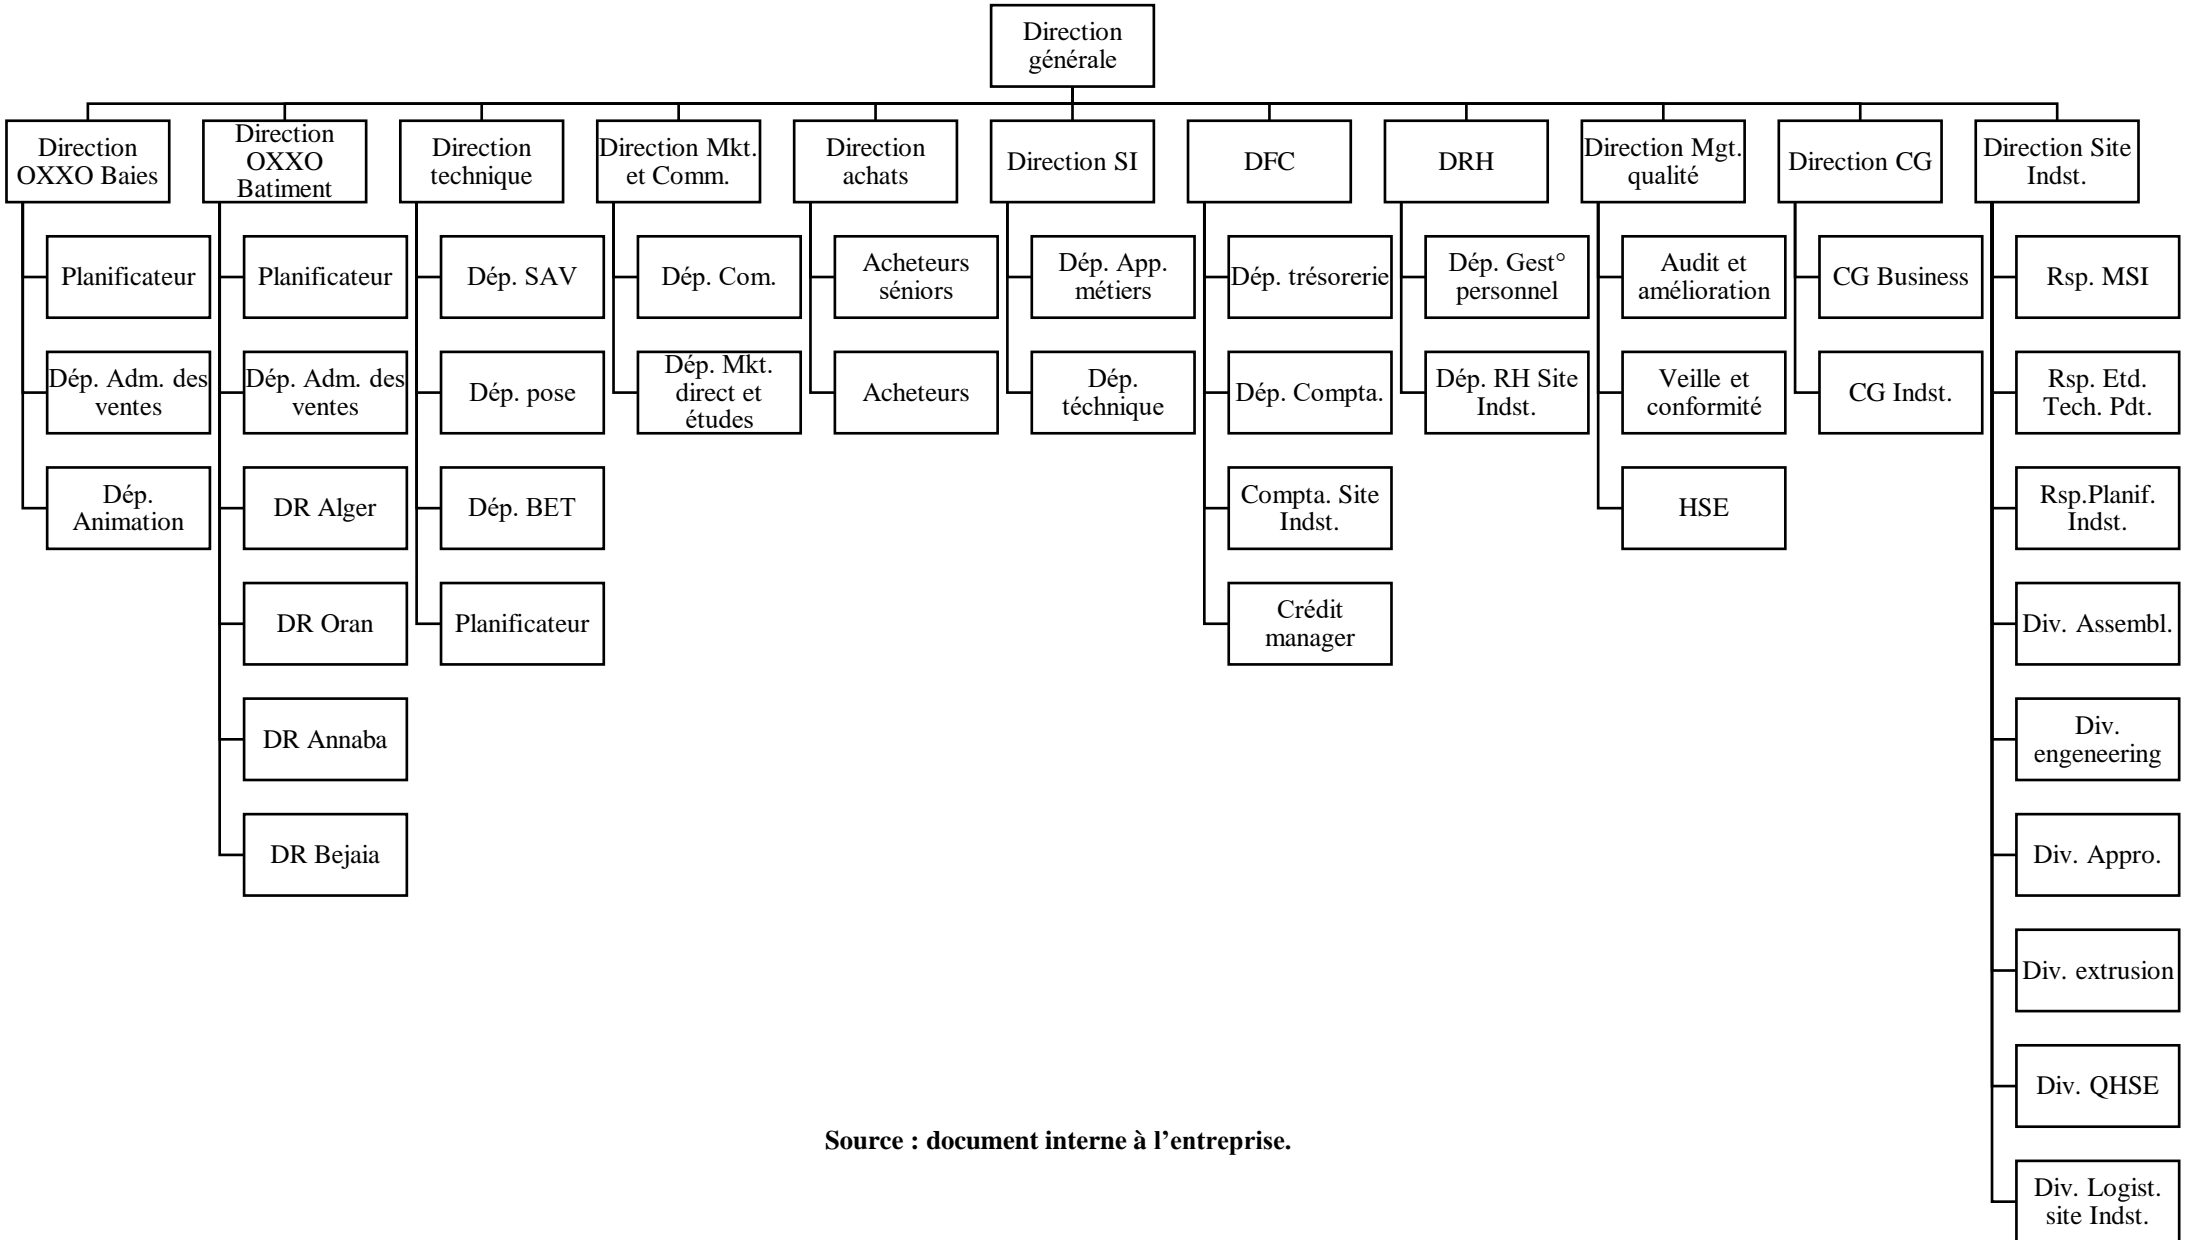 Direction
générale
Direction
OXXO Baies
Planificateur
Dép. Adm. des
ventes
Dép.
Animation
Direction
OXXO
Batiment
Planificateur
Dép. Adm. des
ventes
DR Alger
DR Oran
DR Annaba
DR Bejaia
Direction
technique
Dép. SAV
Dép. pose
Dép. BET
Planificateur
Direction Mkt.
et Comm.
Dép. Com.
Dép. Mkt.
direct et
études
Direction
achats
Acheteurs
séniors
Acheteurs
Direction SI
Dép. App.
métiers
Dép.
téchnique
DFC
Dép. trésorerie
Dép. Compta.
Compta. Site
Indst.
Crédit
manager
DRH
Dép. Gest°
personnel
Dép. RH Site
Indst.
Direction Mgt.
qualité
Audit et
amélioration
Veille et
conformité
HSE
Direction CG
CG Business
CG Indst.
Direction Site
Indst.
Rsp. MSI
Rsp. Etd.
Tech. Pdt.
Rsp.Planif.
Indst.
Div. Assembl.
Div.
engeneering
Div. Appro.
Div. extrusion
Div. QHSE
Div. Logist.
site Indst.
Source : document interne à l’entreprise.